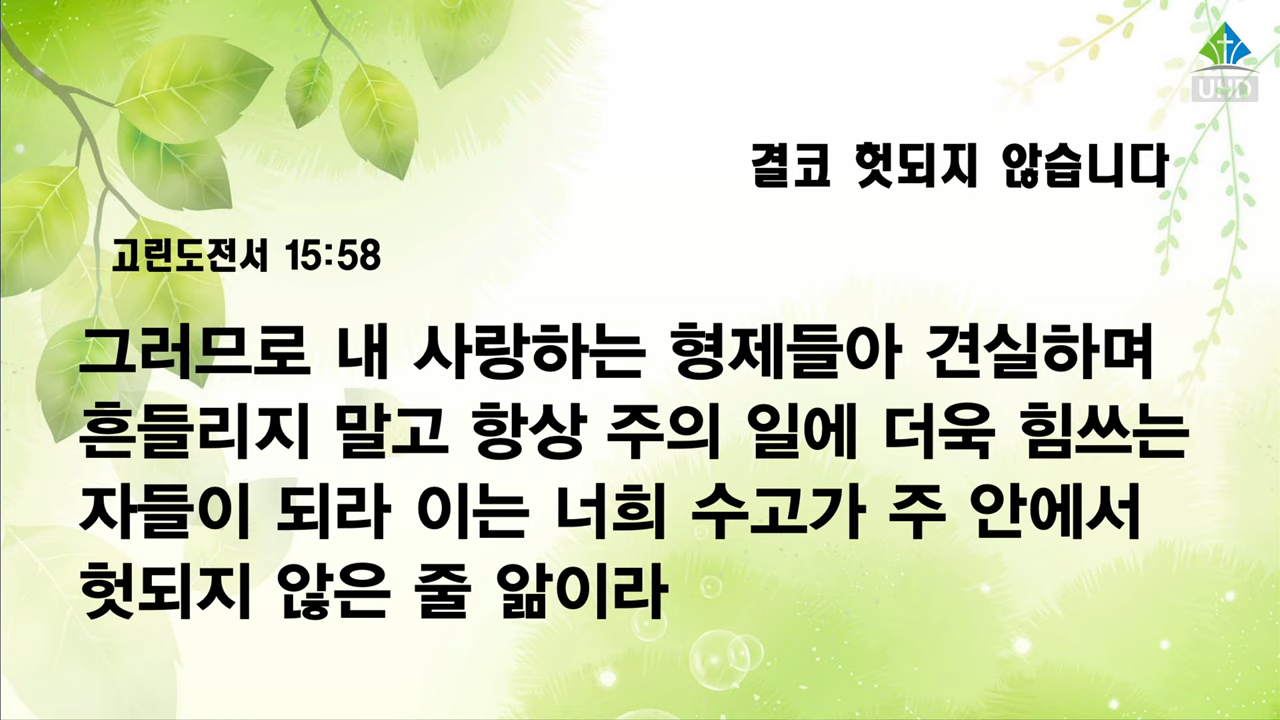 UHD
결코 헛되지 않습니다
고린도전서 15:58
그러므로 내 사랑하는 형제들아 견실하며
흔들리지 말고 항상 주의 일에 더욱 힘쓰는
자들이 되라 이는 너희 수고가 주 안에서
헛되지 않은 줄 앎이라